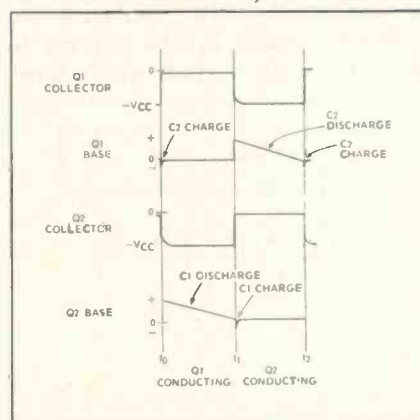 Q1
COLLECTOR
0
-VCC
C2 CHARGE
C2
DISCHARGE
Q1
BASE
+
0
-
C2
CHARGE
Q2
COLLECTOR
0
-VCC
C1 DISCHARGE
C1 CHARGE
Q2 BASE
+
0
-
t0
t1
t2
Q1
CONDUCTING
Q2
CONDUCTING